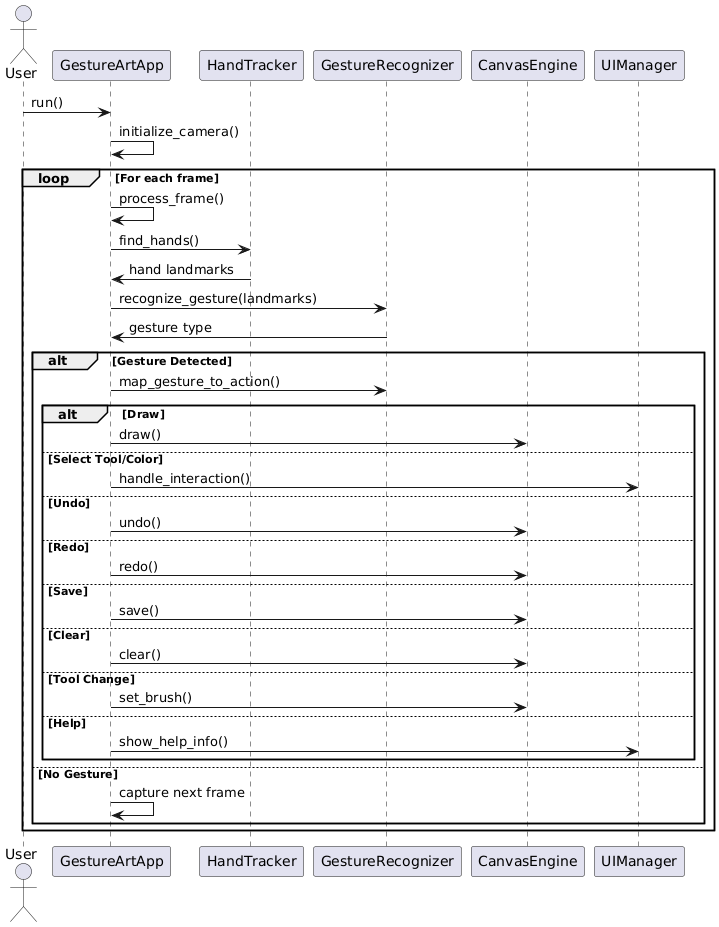 User
GestureArtApp
HandTracker
GestureRecognizer
CanvasEngine
UIManager
run()
initialize_camera()
loop
[For each frame]
process_frame()
find_hands()
hand landmarks
recognize_gesture(landmarks)
gesture type
alt
[Gesture Detected]
map_gesture_to_action()
alt
[Draw]
draw()
[Select Tool/Color]
handle_interaction()
[Undo]
undo()
[Redo]
redo()
[Save]
save()
[Clear]
clear()
[Tool Change]
set_brush()
[Help]
show_help_info()
[No Gesture]
capture next frame
User
GestureArtApp
HandTracker
GestureRecognizer
CanvasEngine
UIManager